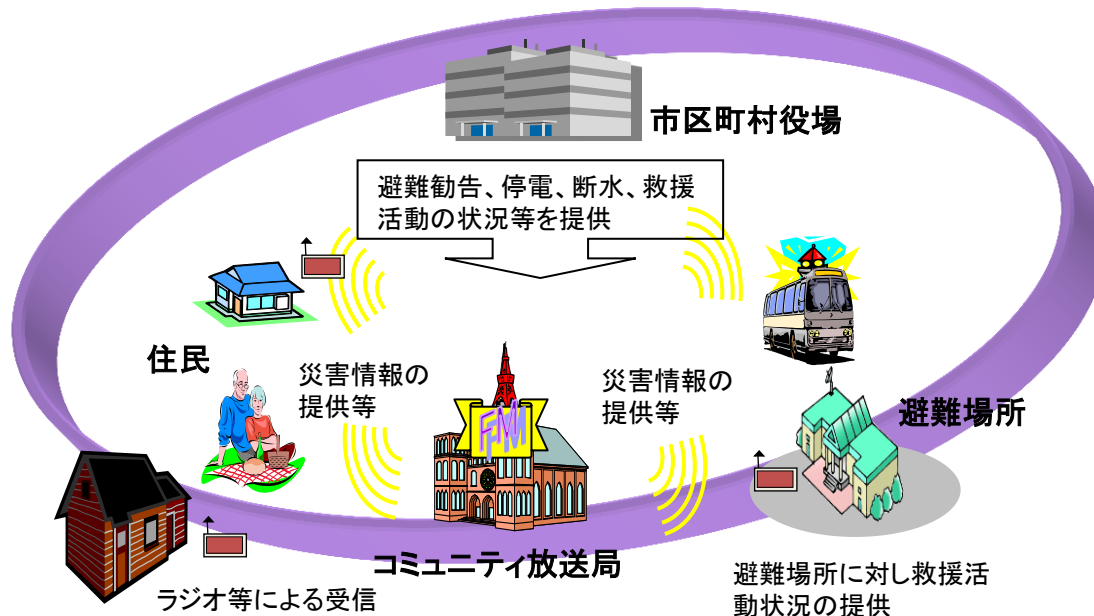 市区町村役場
避難勧告、停電、断水、救援
活動の状況等を提供
住民
災害情報の
提供等
災害情報の
提供等
避難場所
FM
コミュニティ放送局
ラジオ等による受信
避難場所に対し救援活
動状況の提供